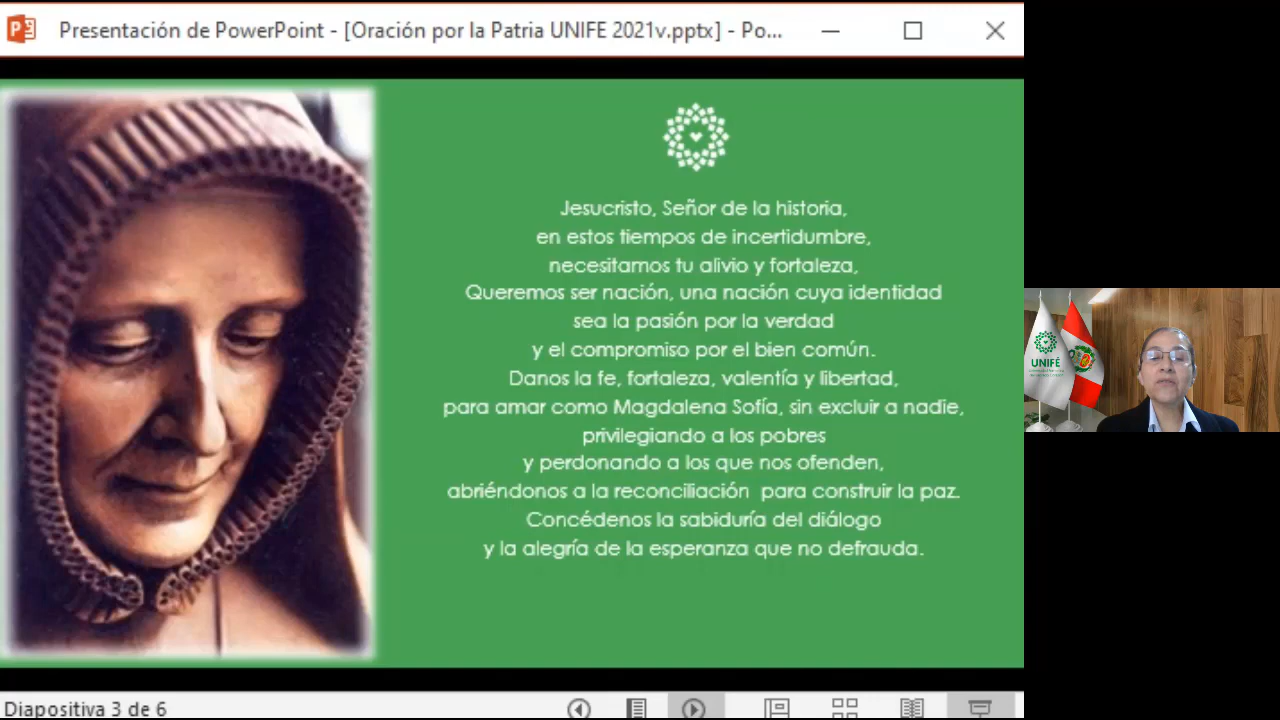 Presentación de PowerPoint - [Oración por la Patria UNIFE 2021v.pptx] - Po...
Jesucristo, Señor de la historia,
en estos tiempos de incertidumbre,
necesitamos tu alivio y fortaleza,
Queremos ser nación, una nación cuya identidad
sea la pasión por la verdad
y el compromiso por el bien común.
Danos la fe, fortaleza, valentía y libertad,
para amar como Magdalena Sofía, sin excluir a nadie,
privilegiando a los pobres
y perdonando a los que nos ofenden,
abriéndonos a la reconciliación para construir la paz.
Concédenos la sabiduría del diálogo
y la alegría de la esperanza que no defrauda.
UNIFÉ
Diapositiva 3 de 6